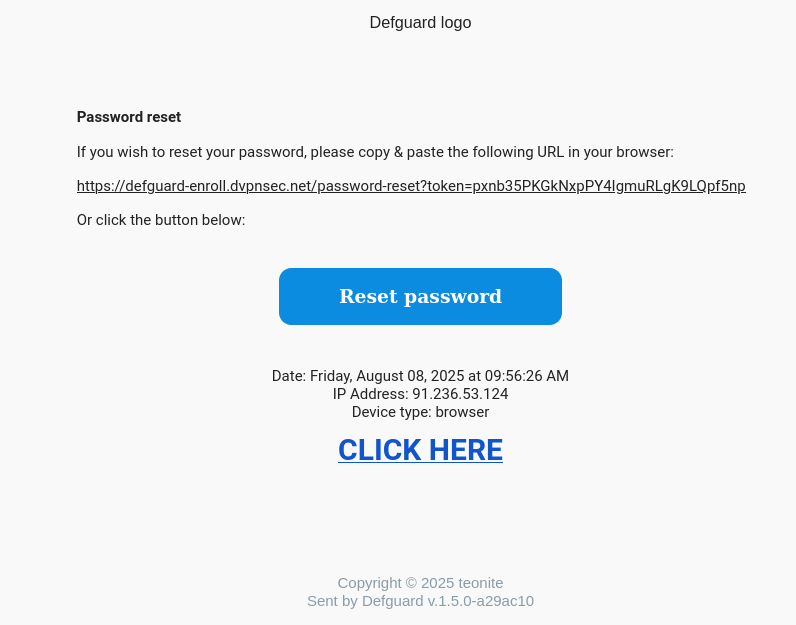 Defguard logo
Password reset
If you wish to reset your password, please copy & paste the following URL in your browser:
https://defguard-enroll.dvpnsec.net/password-reset?token=pxnb35PKGkNxpPY4IgmuRLgK9LQpf5np
Or click the button below:
Reset password
Date: Friday, August 08, 2025 at 09:56:26 AM
IP Address: 91.236.53.124
Device type: browser
CLICK HERE
Copyright © 2025 teonite
Sent by Defguard v.1.5.0-a29ac10